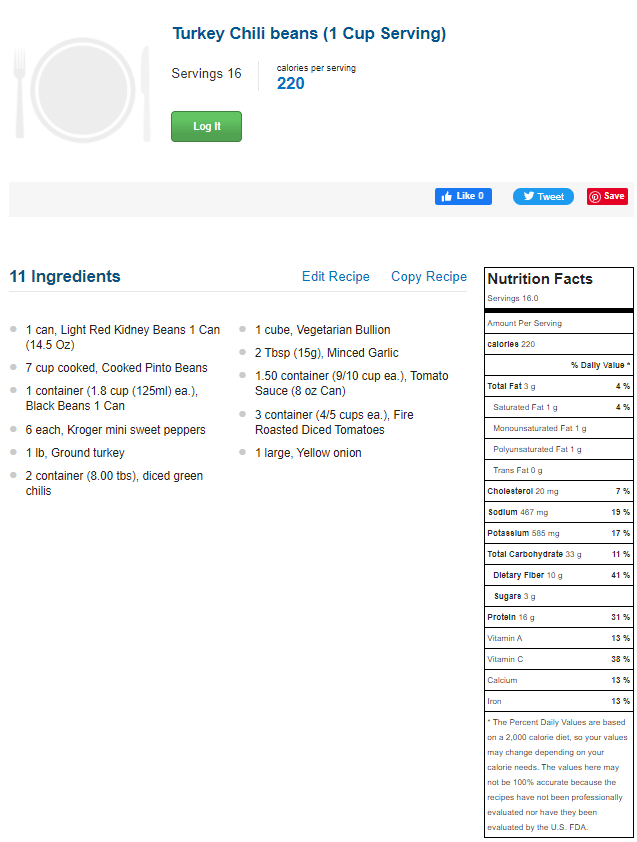 Turkey Chili beans (1 Cup Serving)
Servings 16
calories per serving
220
Log It
Like 0
Tweet
Save
11 Ingredients
Edit Recipe
Copy Recipe
1 can, Light Red Kidney Beans 1 Can
(14.5 Oz)
7 cup cooked, Cooked Pinto Beans
1 container (1.8 cup (125ml) ea.),
Black Beans 1 Can
6 each, Kroger mini sweet peppers
1 lb, Ground turkey
2 container (8.00 tbs), diced green
chilis
1 cube, Vegetarian Bullion
2 Tbsp (15g), Minced Garlic
1.50 container (9/10 cup ea.), Tomato
Sauce (8 oz Can)
3 container (4/5 cups ea.), Fire
Roasted Diced Tomatoes
1 large, Yellow onion
Nutrition Facts
Servings 16.0
Amount Per Serving
calories 220
% Daily Value *
Total Fat 3 g 4 %
Saturated Fat 1 g 4 %
Monounsaturated Fat 1 g
Polyunsaturated Fat 1 g
Trans Fat 0 g
Cholesterol 20 mg 7 %
Sodium 467 mg 19 %
Potassium 585 mg 17 %
Total Carbohydrate 33 g 11 %
Dietary Fiber 10 g 41 %
Sugars 3 g
Protein 16 g 31 %
Vitamin A 13 %
Vitamin C 38 %
Calcium 13 %
Iron 13 %
* The Percent Daily Values are based
on a 2,000 calorie diet, so your values
may change depending on your
calorie needs. The values here may
not be 100% accurate because the
recipes have not been professionally
evaluated nor have they been
evaluated by the U.S. FDA.